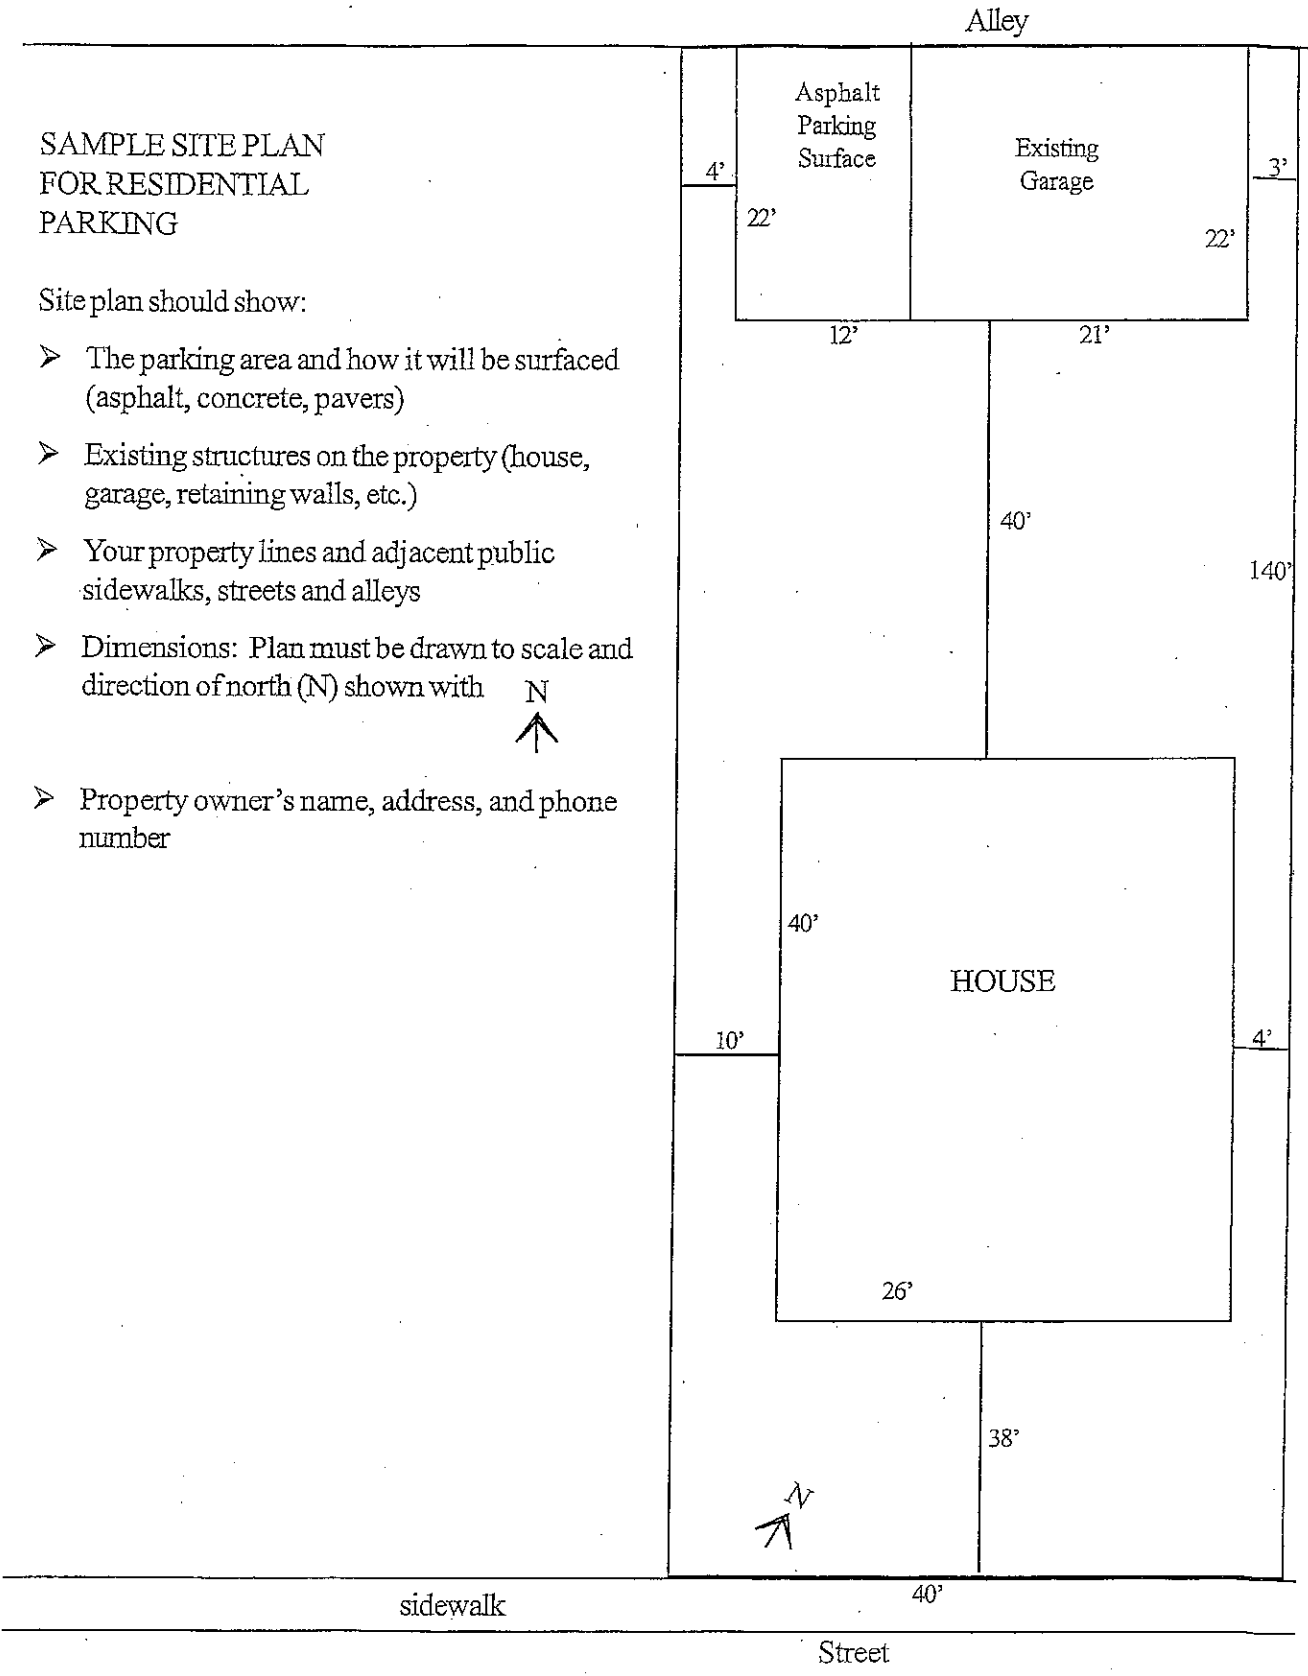 Alley
SAMPLE SITE PLAN
FOR RESIDENTIAL
PARKING
Site plan should show:
➢ The parking area and how it will be surfaced
(asphalt, concrete, pavers)
➢ Existing structures on the property (house,
garage, retaining walls, etc.)
➢ Your property lines and adjacent public
sidewalks, streets and alleys
➢ Dimensions: Plan must be drawn to scale and
direction of north (N) shown with N
➢ Property owner's name, address, and phone
number
Asphalt
Parking
Surface
Existing
Garage
4'
3'
22'
22'
12'
21'
40'
140'
40'
HOUSE
10'
4'
26'
38'
N
40'
sidewalk
Street